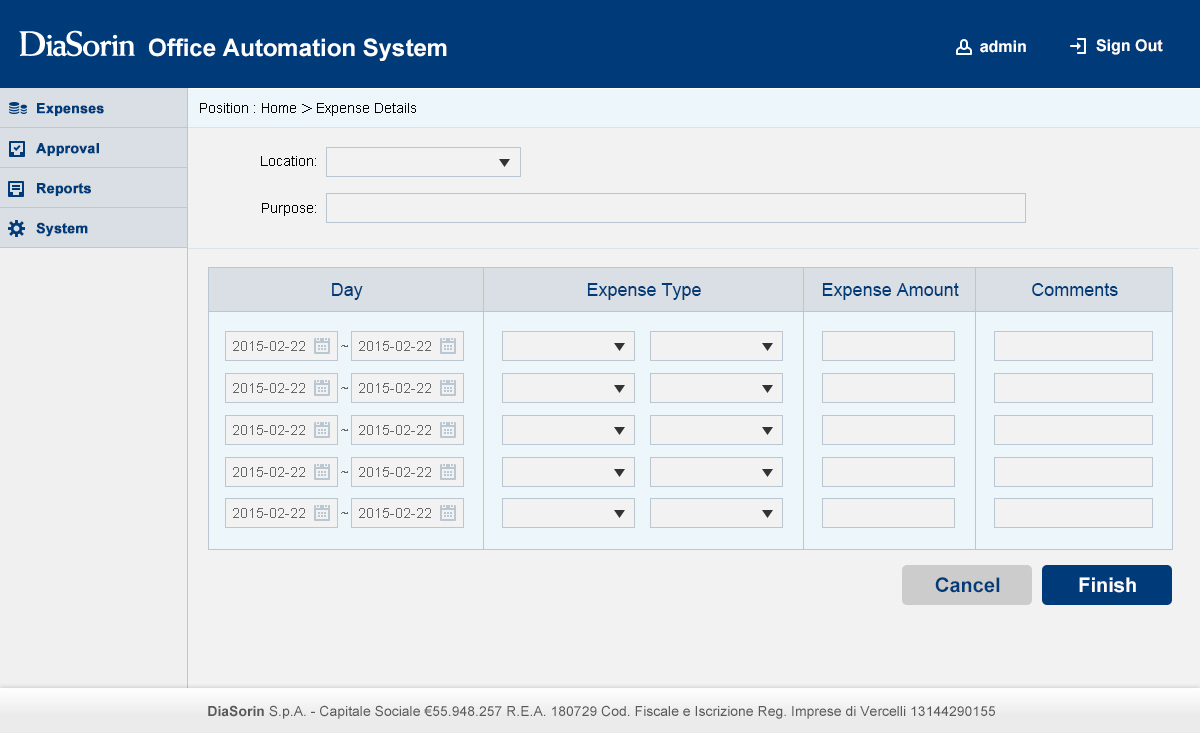 DiaSorin Office Automation System
admin
Sign Out
Expenses
Approval
Reports
System
Position : Home > Expense Details
Location:
Purpose:
Day Expense Type Expense Amount Comments
2015-02-22 ~ 2015-02-22
2015-02-22 ~ 2015-02-22
2015-02-22 ~ 2015-02-22
2015-02-22 ~ 2015-02-22
2015-02-22 ~ 2015-02-22
Cancel Finish
DiaSorin S.p.A. - Capitale Sociale €55.948.257 R.E.A. 180729 Cod. Fiscale e Iscrizione Reg. Imprese di Vercelli 13144290155